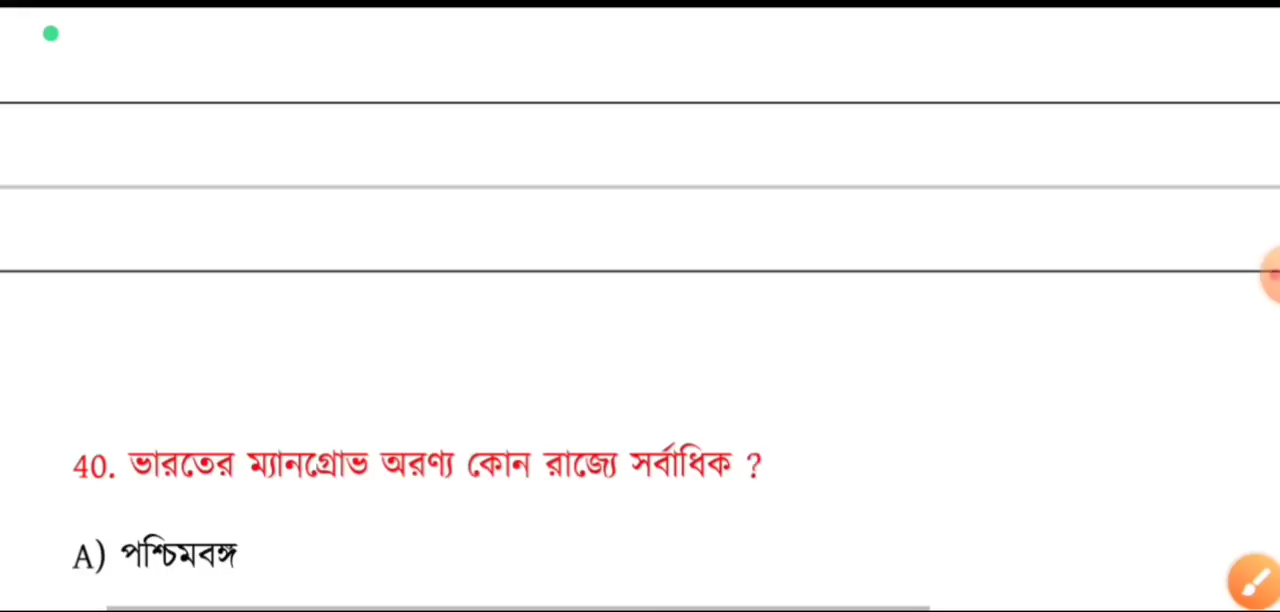 40. ভারতের ম্যানগ্রোভ অরণ্য কোন রাজ্যে সর্বাধিক ?
A) পশ্চিমবঙ্গ